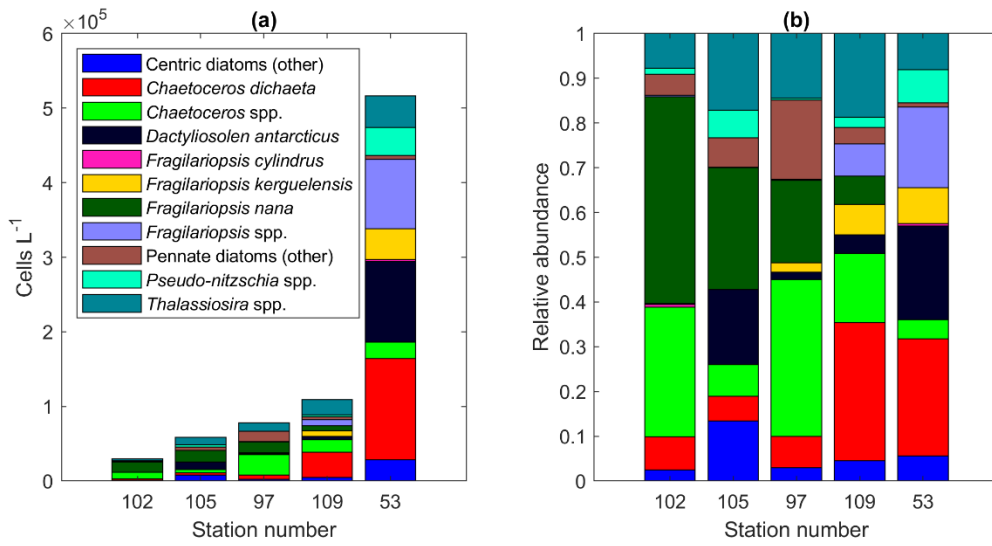 (a)
×10⁵
6
5
4
3
2
1
0
Cells L⁻¹
Centric diatoms (other)
Chaetoceros dichaeta
Chaetoceros spp.
Dactyliosolen antarcticus
Fragilariopsis cylindrus
Fragilariopsis kerguelensis
Fragilariopsis nana
Fragilariopsis spp.
Pennate diatoms (other)
Pseudo-nitzschia spp.
Thalassiosira spp.
102 105 97 109 53
Station number
(b)
1
0.9
0.8
0.7
0.6
0.5
0.4
0.3
0.2
0.1
0
Relative abundance
102 105 97 109 53
Station number